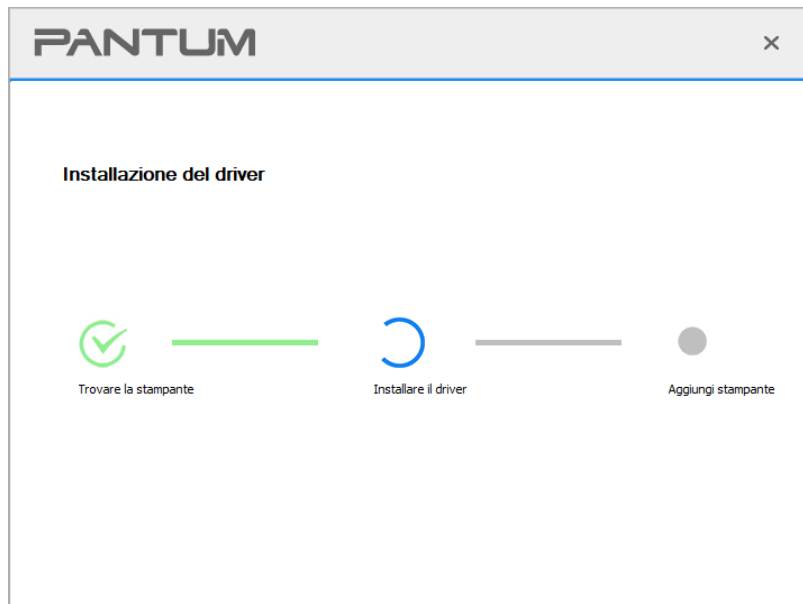 PANTUM
Installazione del driver
Trovare la stampante
Installare il driver
Aggiungi stampante